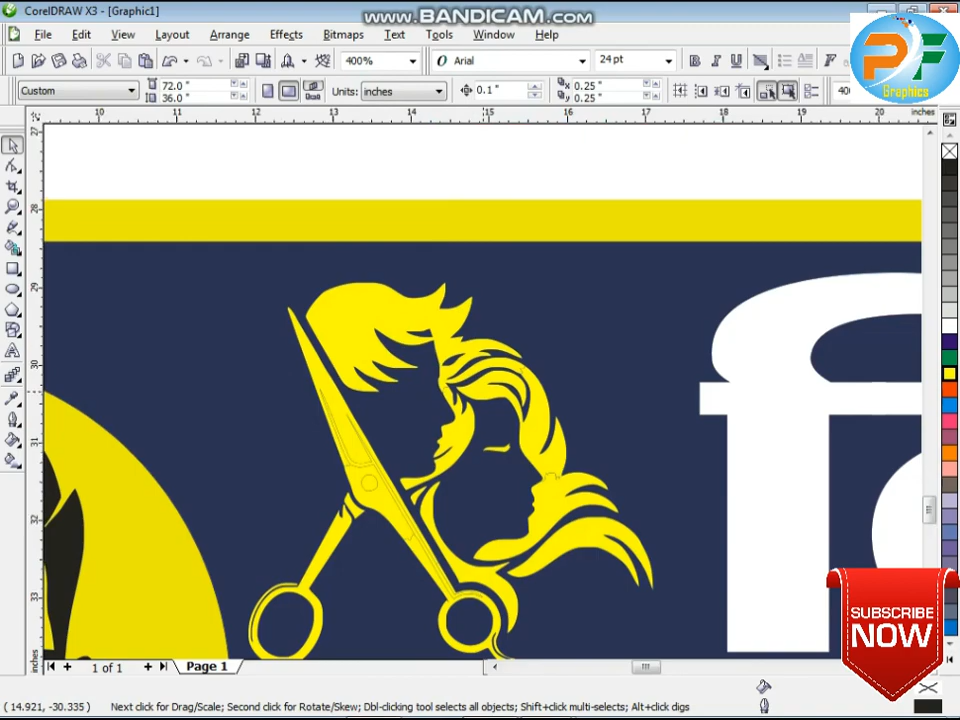 CorelDRAW X3 - [Graphic1]
www.BANDICAM.com
File Edit View Layout Arrange Effects Bitmaps Text Tools Window Help
400% Arial 24 pt
PF
Graphics
Custom 72.0 " 36.0 " Units: inches 0.1 " 0.25 " 0.25 "
10 11 12 13 14 15 16 17 18 19 20 inches
27
28
29
30
31
32
33
inches
f
SUBSCRIBE
NOW
1 of 1 Page 1
( 14.921, -30.335) Next click for Drag/Scale; Second click for Rotate/Skew; Dbl-clicking tool selects all objects; Shift+click multi-selects; Alt+click digs